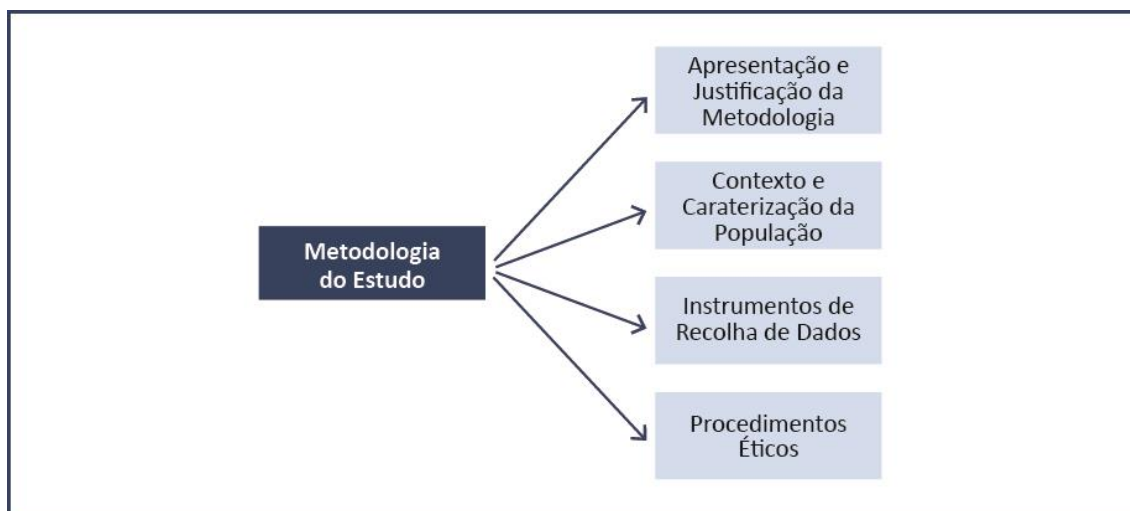 Metodologia
do Estudo
Apresentação e
Justificação da
Metodologia
Contexto e
Caraterização da
População
Instrumentos de
Recolha de Dados
Procedimentos
Éticos